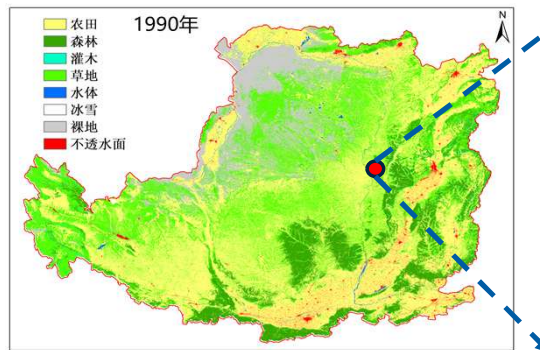 1990年
N
农田
森林
灌木
草地
水体
冰雪
裸地
不透水面